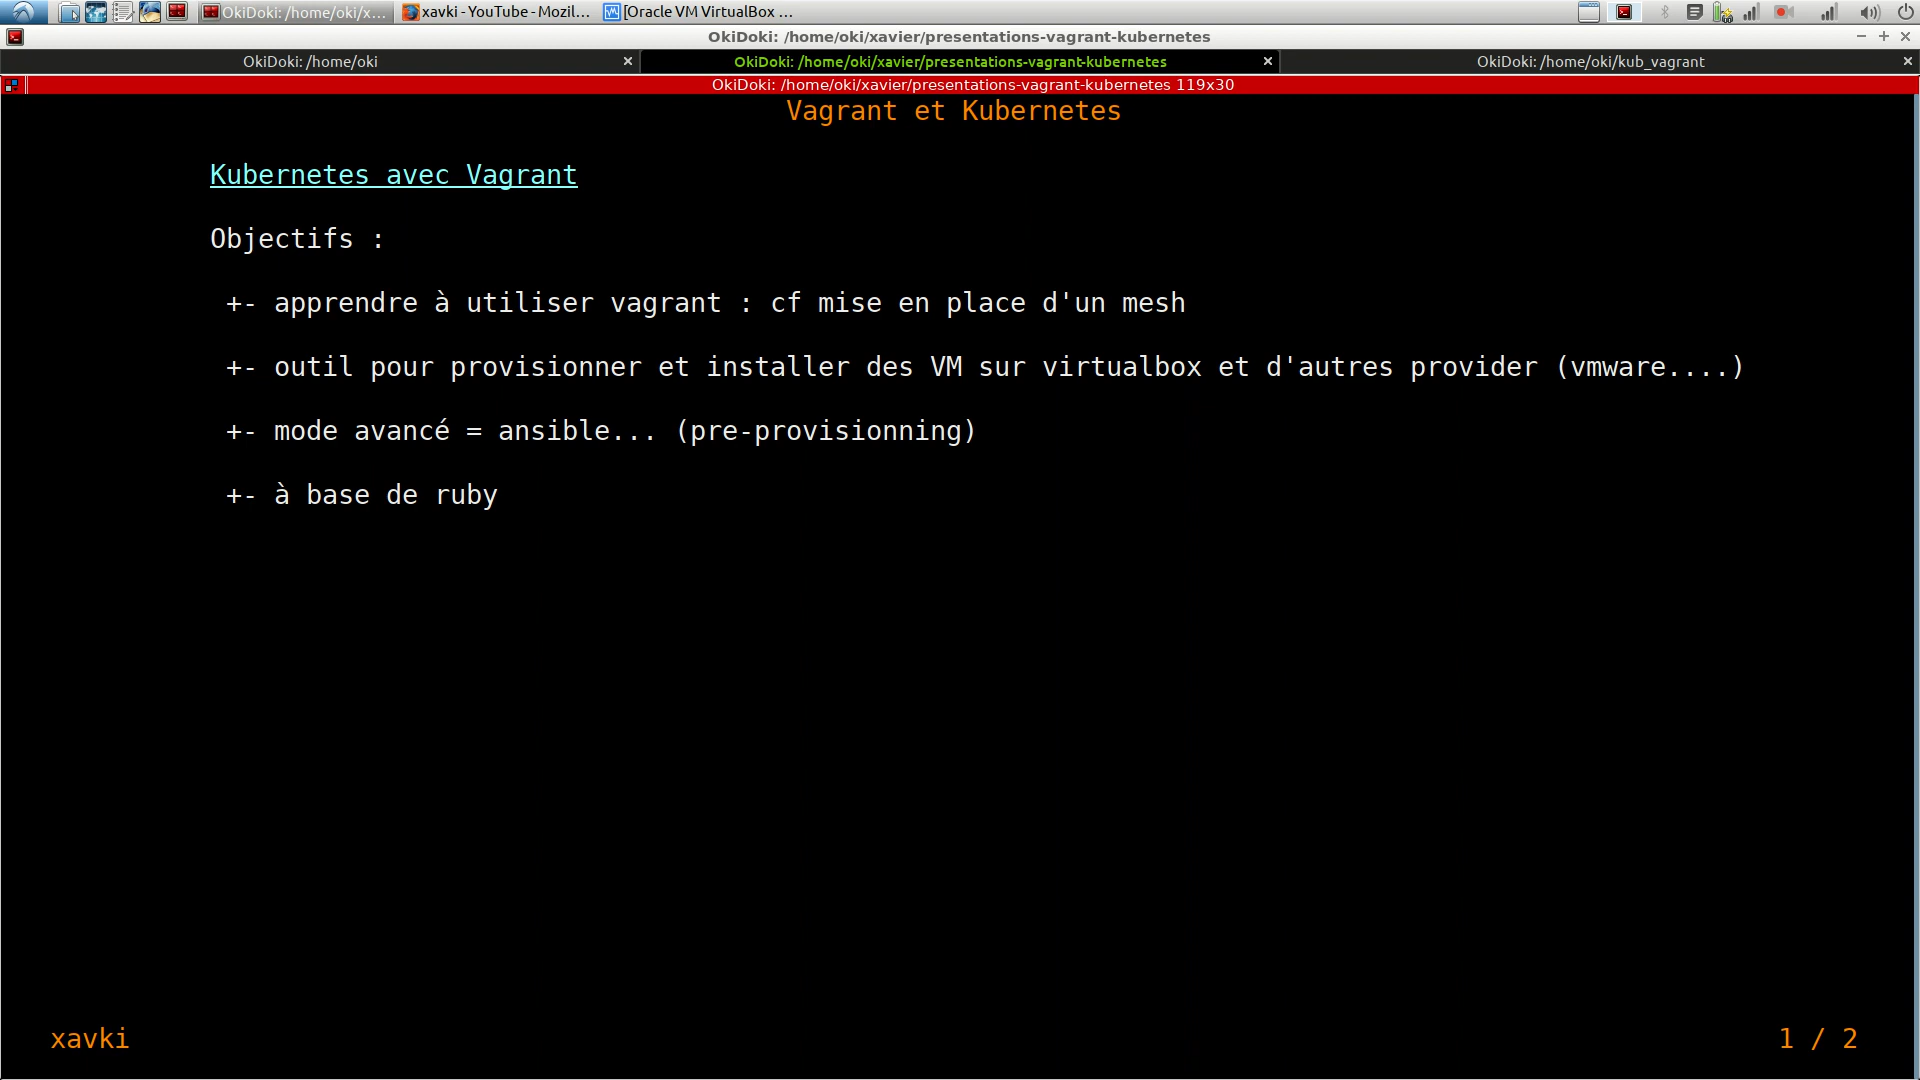 OkiDoki: /home/oki/x... xavki - YouTube - Mozil... [Oracle VM VirtualBox ...
OkiDoki: /home/oki/xavier/presentations-vagrant-kubernetes
OkiDoki: /home/oki OkiDoki: /home/oki/xavier/presentations-vagrant-kubernetes OkiDoki: /home/oki/kub_vagrant
OkiDoki: /home/oki/xavier/presentations-vagrant-kubernetes 119x30
Vagrant et Kubernetes
Kubernetes avec Vagrant
Objectifs :
+- apprendre à utiliser vagrant : cf mise en place d'un mesh
+- outil pour provisionner et installer des VM sur virtualbox et d'autres provider (vmware....)
+- mode avancé = ansible... (pre-provisionning)
+- à base de ruby
xavki 1 / 2